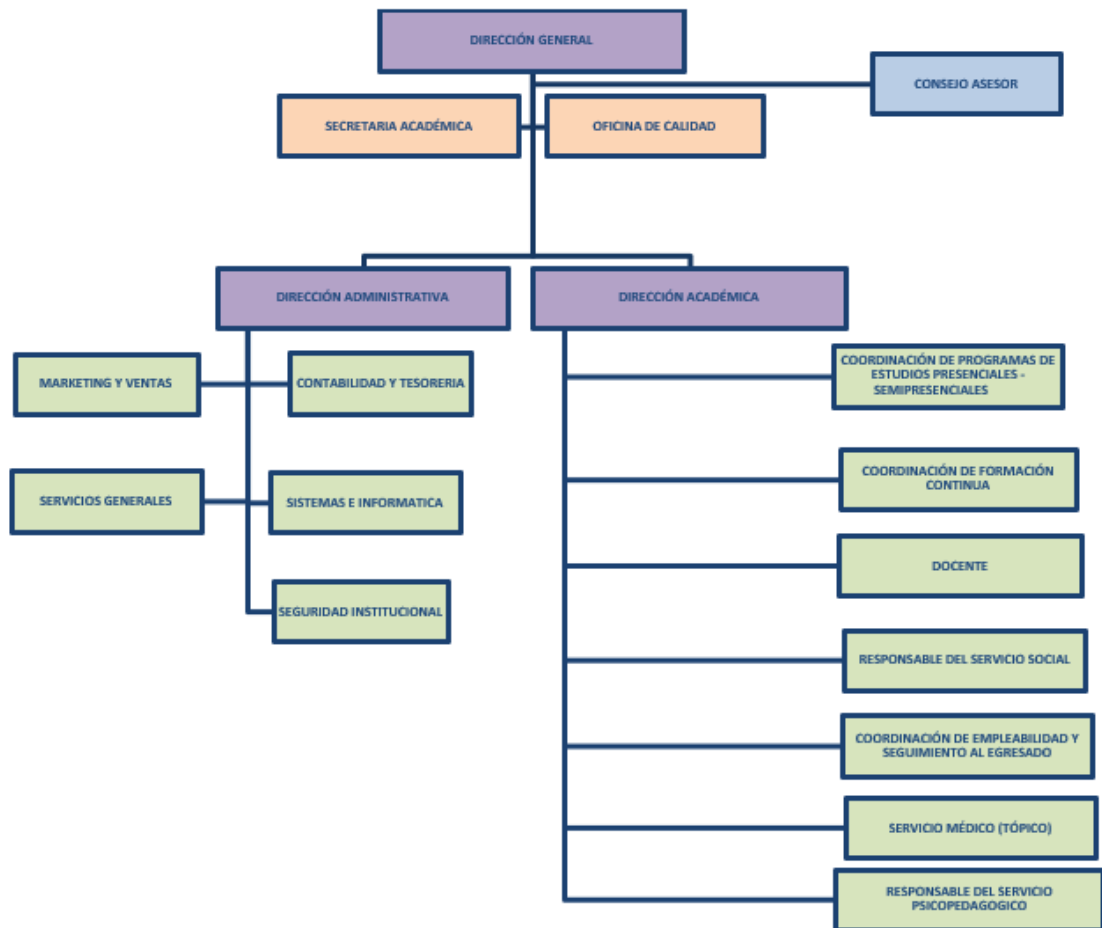 DIRECCIÓN GENERAL
CONSEJO ASESOR
SECRETARIA ACADÉMICA
OFICINA DE CALIDAD
DIRECCIÓN ADMINISTRATIVA
DIRECCIÓN ACADÉMICA
MARKETING Y VENTAS
CONTABILIDAD Y TESORERIA
SERVICIOS GENERALES
SISTEMAS E INFORMATICA
SEGURIDAD INSTITUCIONAL
COORDINACIÓN DE PROGRAMAS DE
ESTUDIOS PRESENCIALES -
SEMIPRESENCIALES
COORDINACIÓN DE FORMACIÓN
CONTINUA
DOCENTE
RESPONSABLE DEL SERVICIO SOCIAL
COORDINACIÓN DE EMPLEABILIDAD Y
SEGUIMIENTO AL EGRESADO
SERVICIO MÉDICO (TÓPICO)
RESPONSABLE DEL SERVICIO
PSICOPEDAGOGICO